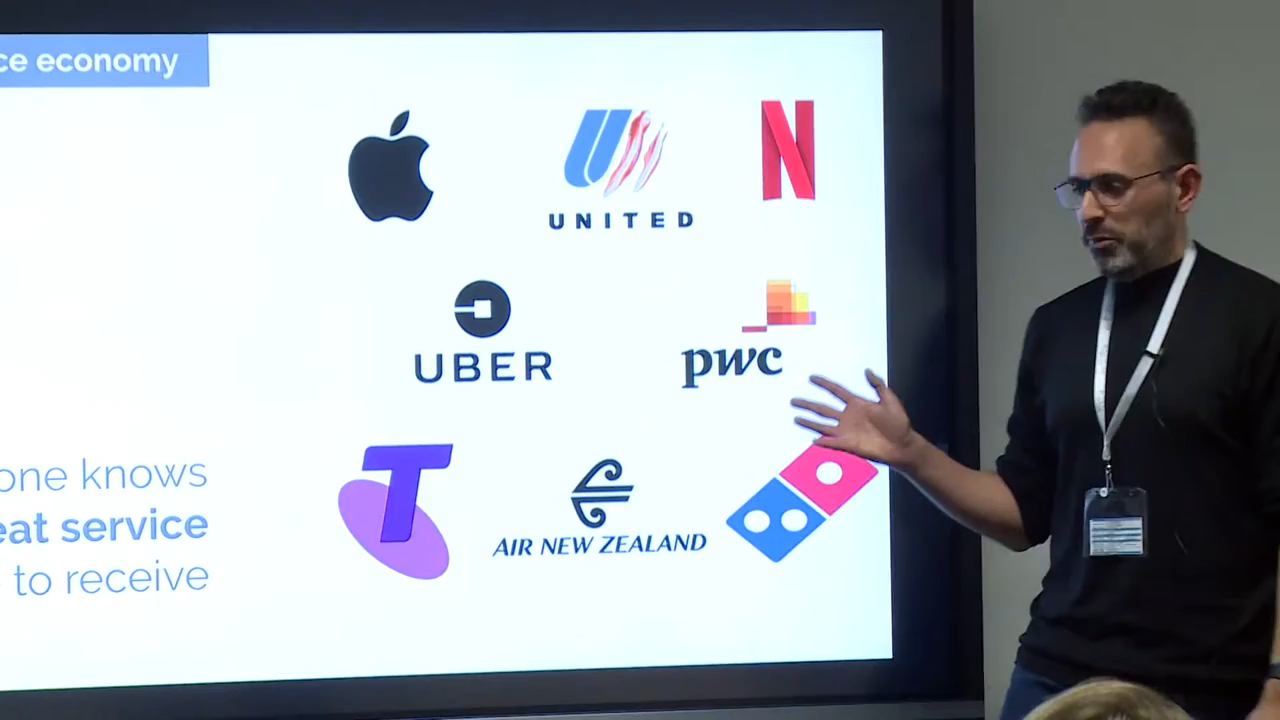 ce economy
N
UNITED
UBER
pwc
T
AIR NEW ZEALAND
one knows
eat service
to receive